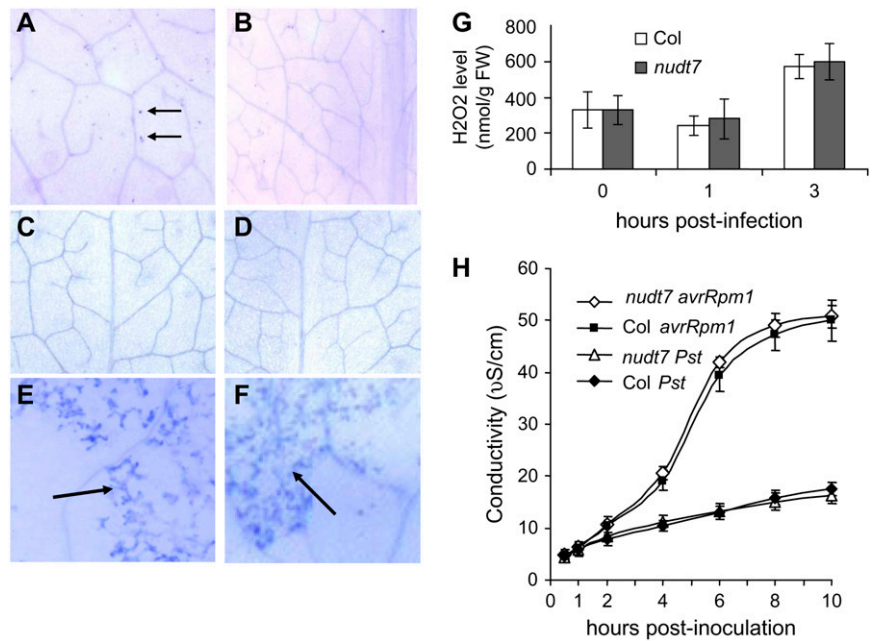 A
B
C
D
E
F
G
H2O2 level
(nmol/g FW)
800
600
400
200
0
Col
nudt7
0 1 3
hours post-infection
H
Conductivity (υS/cm)
60
50
40
30
20
10
0
nudt7 avrRpm1
Col avrRpm1
nudt7 Pst
Col Pst
0 1 2 4 6 8 10
hours post-inoculation